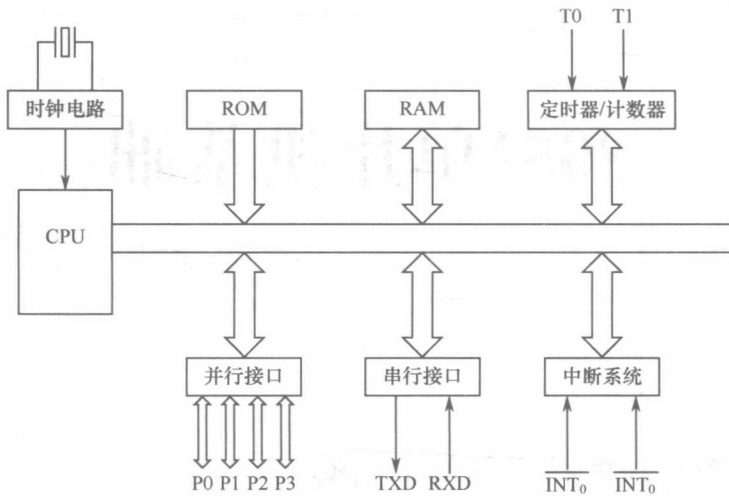 T0 T1
时钟电路 ROM RAM 定时器/计数器
CPU
并行接口 串行接口 中断系统
P0 P1 P2 P3 TXD RXD INT₀ INT₀